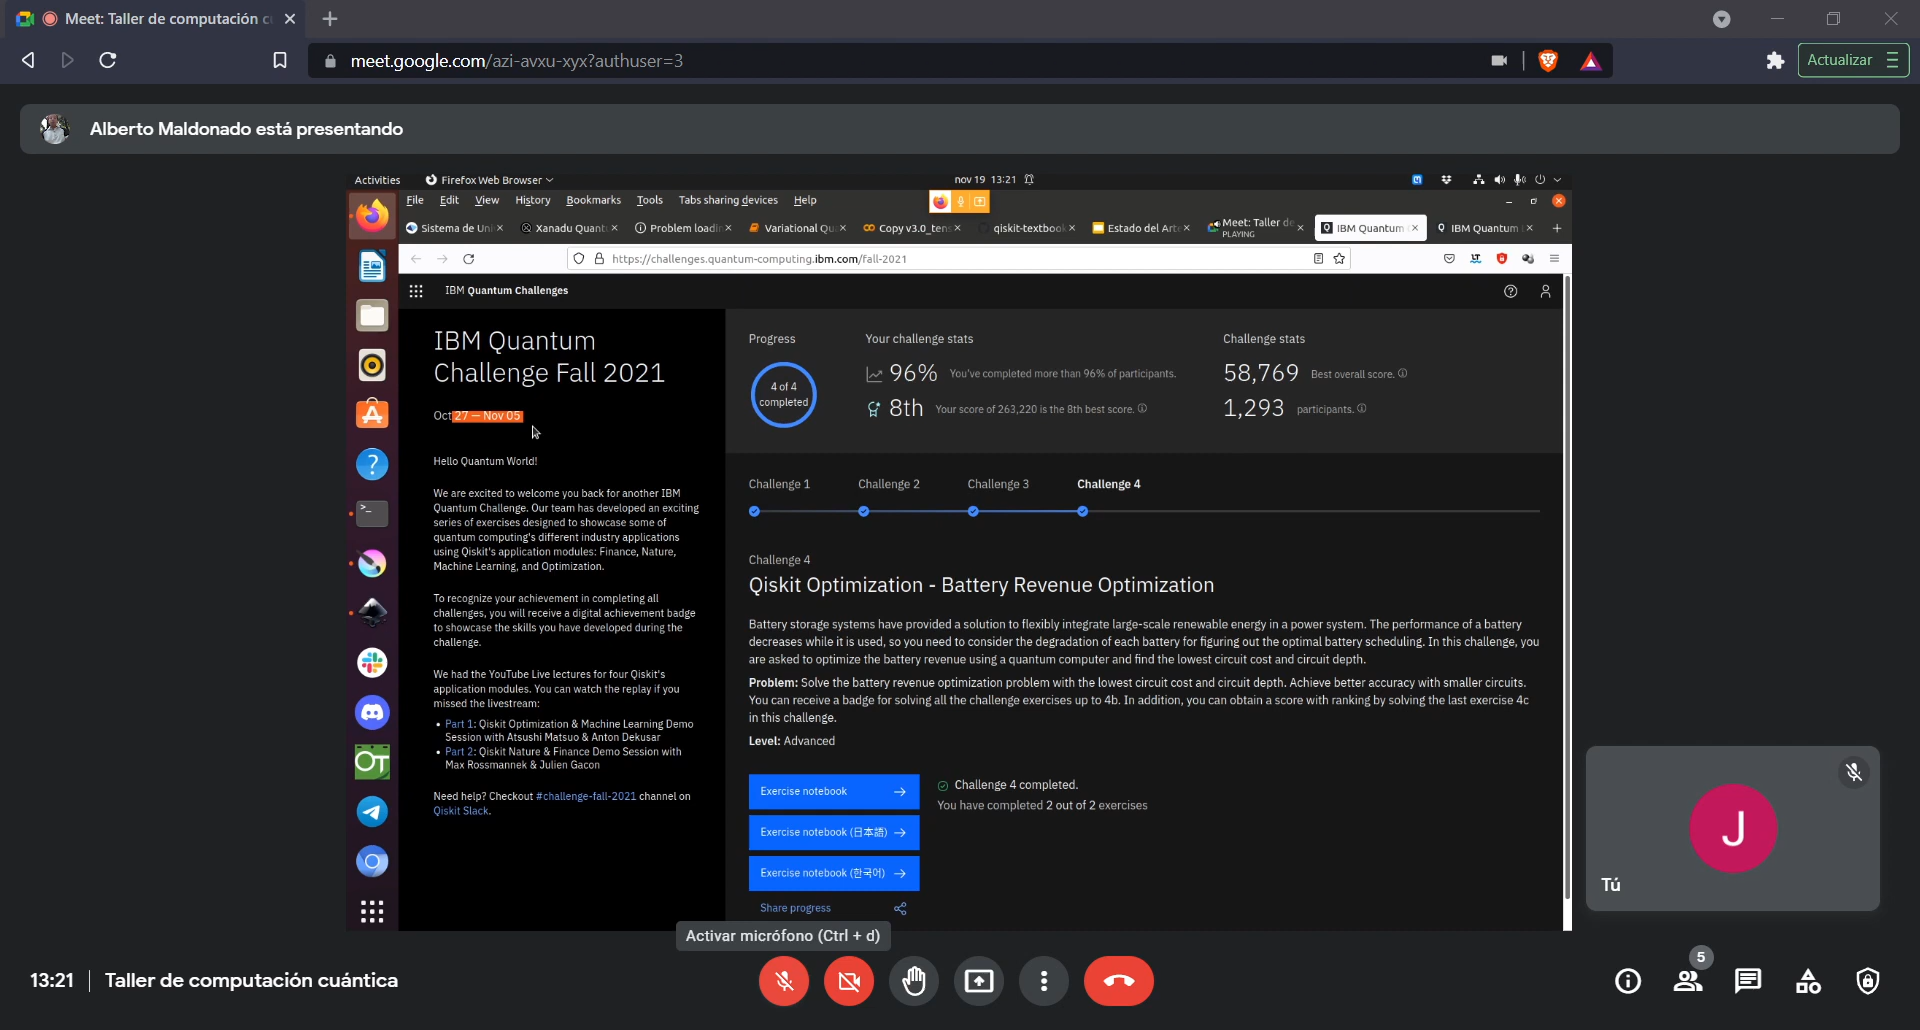 Meet: Taller de computación c
meet.google.com/azi-avxu-xyx?authuser=3
Actualizar
Alberto Maldonado está presentando
Activities
Firefox Web Browser
nov 19 13:21
File Edit View History Bookmarks Tools Tabs sharing devices Help
Sistema de Uni
Xanadu Quant
Problem loadin
Variational Qu
Copy v3.0_tens
qiskit-textbook
Estado del Arte
Meet: Taller de
PLAYING
IBM Quantum
IBM Quantum
https://challenges.quantum-computing.ibm.com/fall-2021
IBM Quantum Challenges
IBM Quantum
Challenge Fall 2021
Oct 27 — Nov 05
Hello Quantum World!
We are excited to welcome you back for another IBM
Quantum Challenge. Our team has developed an exciting
series of exercises designed to showcase some of
quantum computing's different industry applications
using Qiskit's application modules: Finance, Nature,
Machine Learning, and Optimization.
To recognize your achievement in completing all
challenges, you will receive a digital achievement badge
to showcase the skills you have developed during the
challenge.
We had the YouTube Live lectures for four Qiskit's
application modules. You can watch the replay if you
missed the livestream:
• Part 1: Qiskit Optimization & Machine Learning Demo
Session with Atsushi Matsuo & Anton Dekusar
• Part 2: Qiskit Nature & Finance Demo Session with
Max Rossmannek & Julien Gacon
Need help? Checkout #challenge-fall-2021 channel on
Qiskit Slack.
Progress
4 of 4
completed
Your challenge stats
96% You've completed more than 96% of participants.
8th Your score of 263,220 is the 8th best score.
Challenge stats
58,769 Best overall score.
1,293 participants.
Challenge 1 Challenge 2 Challenge 3 Challenge 4
Challenge 4
Qiskit Optimization - Battery Revenue Optimization
Battery storage systems have provided a solution to flexibly integrate large-scale renewable energy in a power system. The performance of a battery
decreases while it is used, so you need to consider the degradation of each battery for figuring out the optimal battery scheduling. In this challenge, you
are asked to optimize the battery revenue using a quantum computer and find the lowest circuit cost and circuit depth.
Problem: Solve the battery revenue optimization problem with the lowest circuit cost and circuit depth. Achieve better accuracy with smaller circuits.
You can receive a badge for solving all the challenge exercises up to 4b. In addition, you can obtain a score with ranking by solving the last exercise 4c
in this challenge.
Level: Advanced
Exercise notebook
Exercise notebook (日本語)
Exercise notebook (한국어)
Share progress
Challenge 4 completed.
You have completed 2 out of 2 exercises
OT
J
Tú
Activar micrófono (Ctrl + d)
13:21 Taller de computación cuántica
5